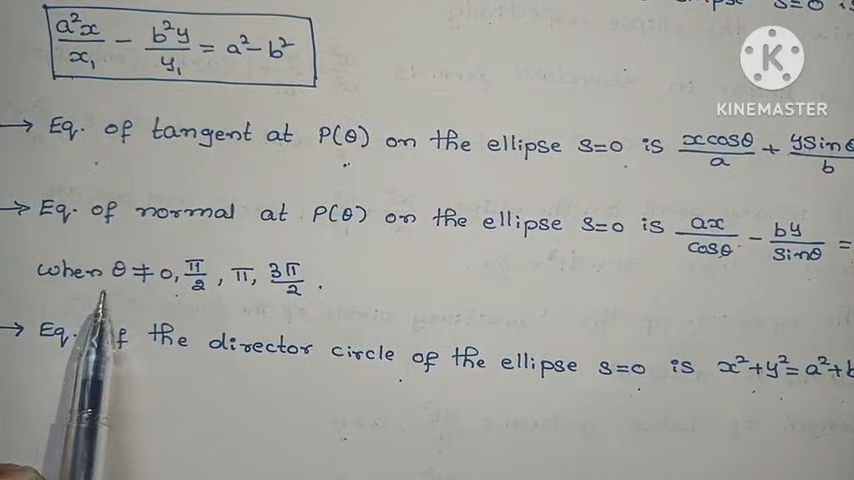 S=0 is
a²x/x₁ - b²y/y₁ = a²-b²
KINEMASTER
→ Eq. of tangent at P(θ) on the ellipse S=0 is xcosθ/a + ysinθ/b
→ Eq. of normal at P(θ) on the ellipse S=0 is ax/cosθ - by/sinθ =
when θ ≠ 0, π/2, π, 3π/2.
→ Eq. of the director circle of the ellipse S=0 is x²+y²=a²+b